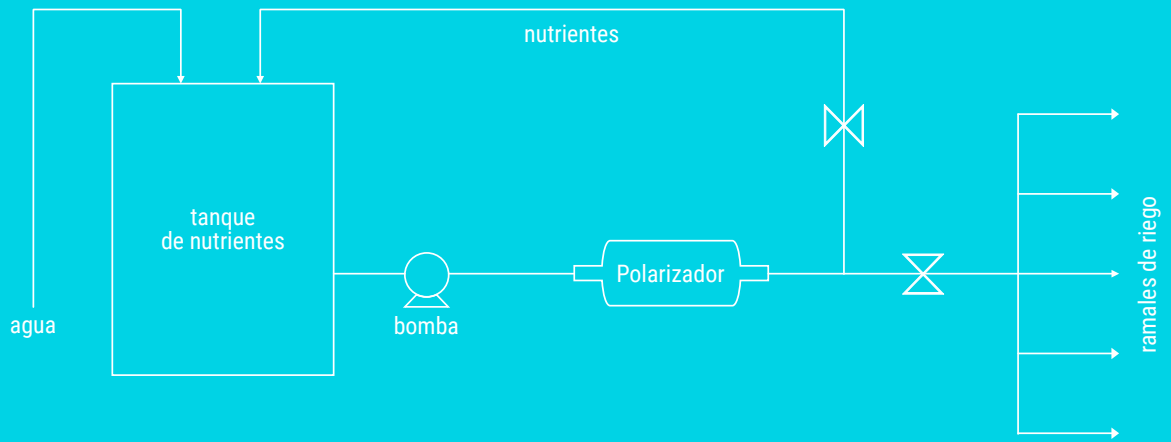 nutrientes
tanque
de nutrientes
Polarizador
agua
bomba
ramales de riego